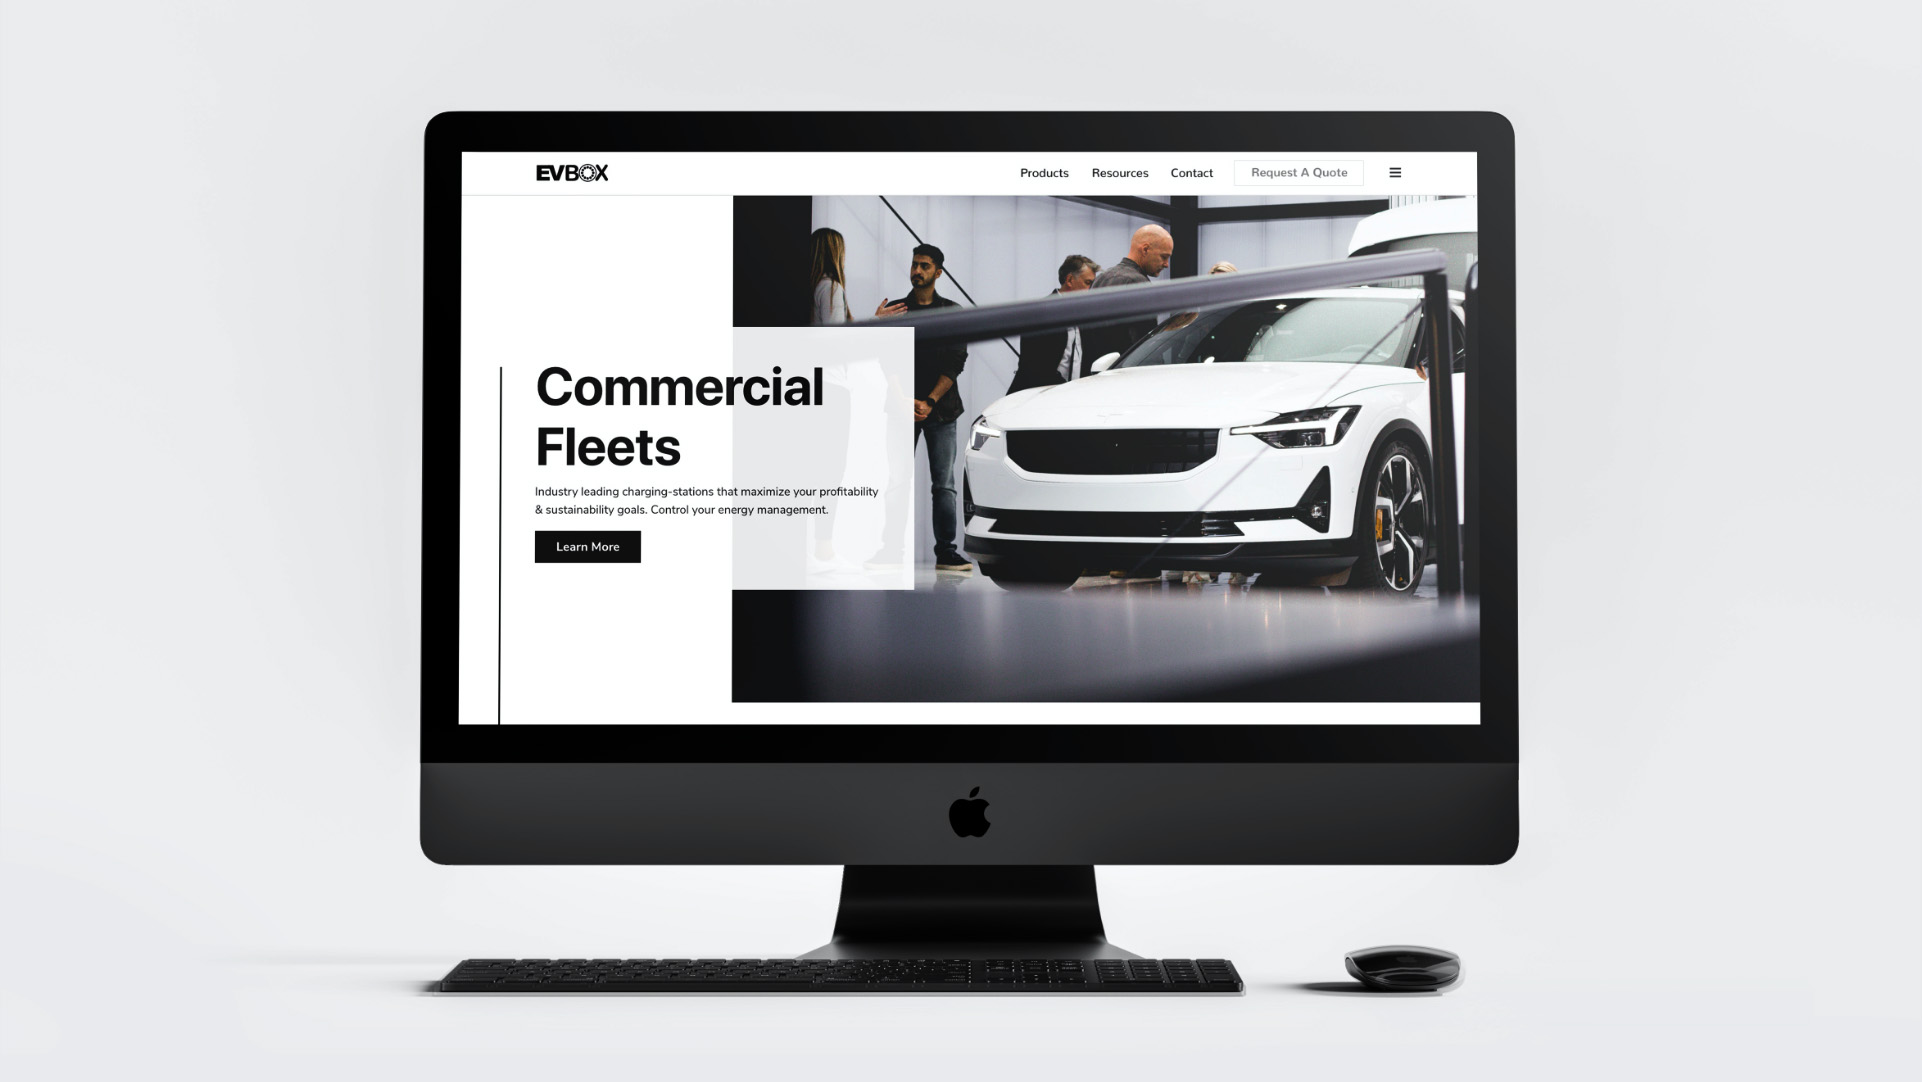 EVBOX
Products Resources Contact Request A Quote
Commercial
Fleets
Industry leading charging-stations that maximize your profitability
& sustainability goals. Control your energy management.
Learn More